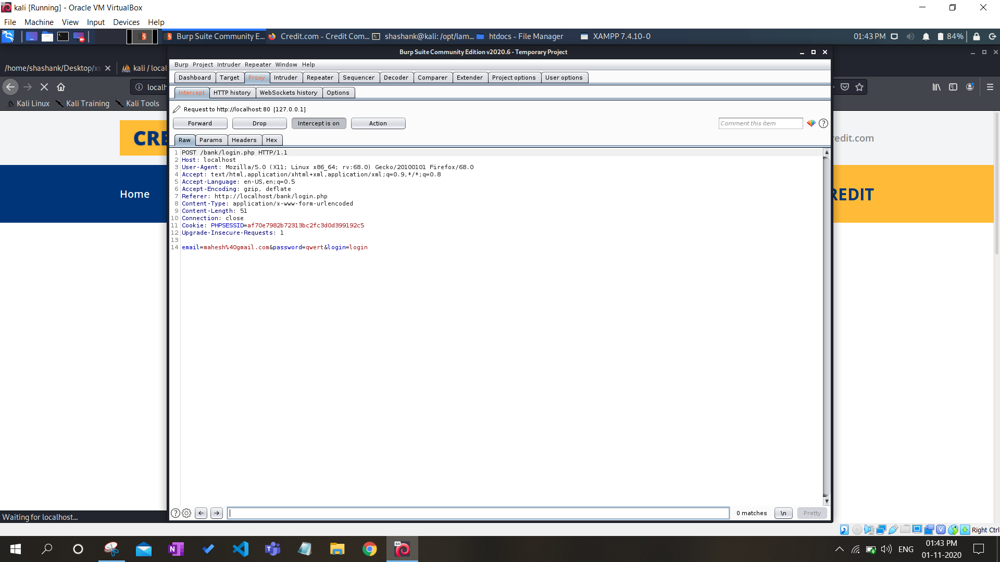 kali [Running] - Oracle VM VirtualBox
File Machine View Input Devices Help
Burp Suite Community E... Credit.com - Credit Com... shashank@kali: /opt/lam... htdocs - File Manager XAMPP 7.4.10-0 01:43 PM 84%
Burp Suite Community Edition v2020.6 - Temporary Project
/home/shashank/Desktop/xs kali / local
Burp Project Intruder Repeater Window Help
Dashboard Target Proxy Intruder Repeater Sequencer Decoder Comparer Extender Project options User options
localh
Intercept HTTP history WebSockets history Options
Kali Linux Kali Training Kali Tools
Request to http://localhost:80 [127.0.0.1]
Forward Drop Intercept is on Action Comment this item ?
CRE
redit.com
Raw Params Headers Hex
1 POST /bank/login.php HTTP/1.1
2 Host: localhost
3 User-Agent: Mozilla/5.0 (X11; Linux x86_64; rv:68.0) Gecko/20100101 Firefox/68.0
4 Accept: text/html,application/xhtml+xml,application/xml;q=0.9,*/*;q=0.8
5 Accept-Language: en-US,en;q=0.5
6 Accept-Encoding: gzip, deflate
7 Referer: http://localhost/bank/login.php
8 Content-Type: application/x-www-form-urlencoded
9 Content-Length: 51
10 Connection: close
11 Cookie: PHPSESSID=af70e7982b72313bc2fc3d0d399192c5
12 Upgrade-Insecure-Requests: 1
13
14 email=mahesh%40gmail.com&password=qwert&login=login
Home
REDIT
? 0 matches \n Pretty
Waiting for localhost...
Right Ctrl
64
ENG
01:43 PM
01-11-2020